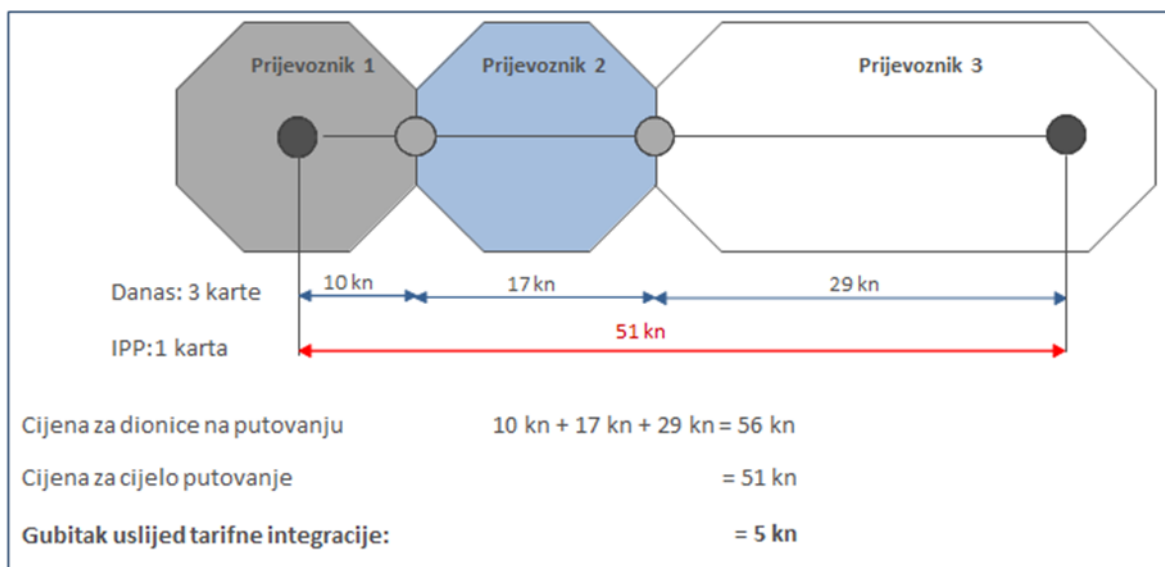 Prijevoznik 1 Prijevoznik 2 Prijevoznik 3
Danas: 3 karte 10 kn 17 kn 29 kn
51 kn
IPP:1 karta
Cijena za dionice na putovanju 10 kn + 17 kn + 29 kn = 56 kn
Cijena za cijelo putovanje = 51 kn
Gubitak uslijed tarifne integracije: = 5 kn